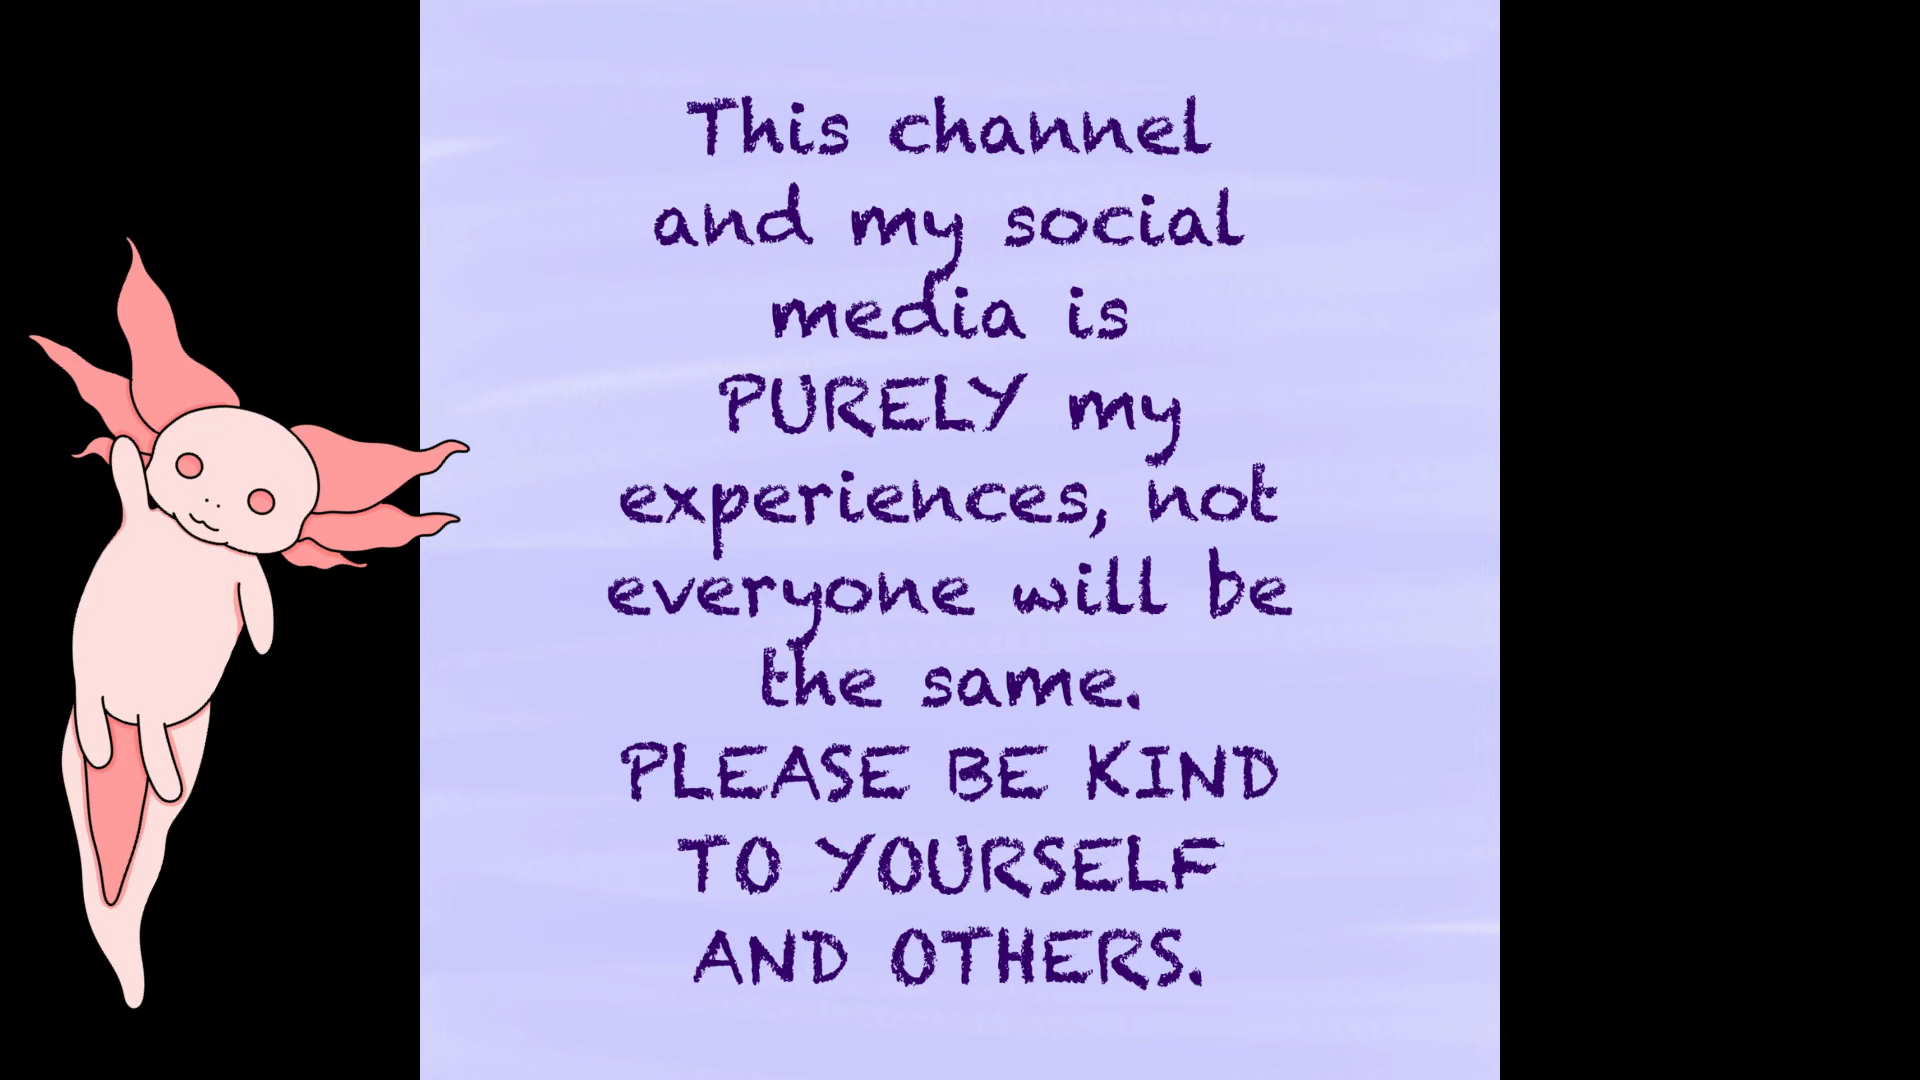 This channel
and my social
media is
PURELY my
experiences, not
everyone will be
the same.
PLEASE BE KIND
TO YOURSELF
AND OTHERS.